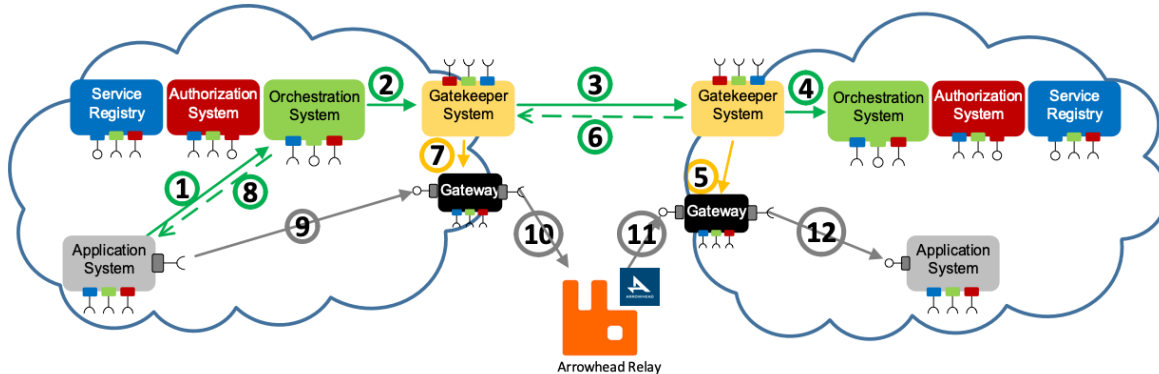 2
3
4
Service
Registry
Authorization
System
Orchestration
System
Gatekeeper
System
Gatekeeper
System
Orchestration
System
Authorization
System
Service
Registry
6
7
1
8
5
Gateway
Gateway
9
10
11
12
Application
System
Application
System
ARROWHEAD
Arrowhead Relay